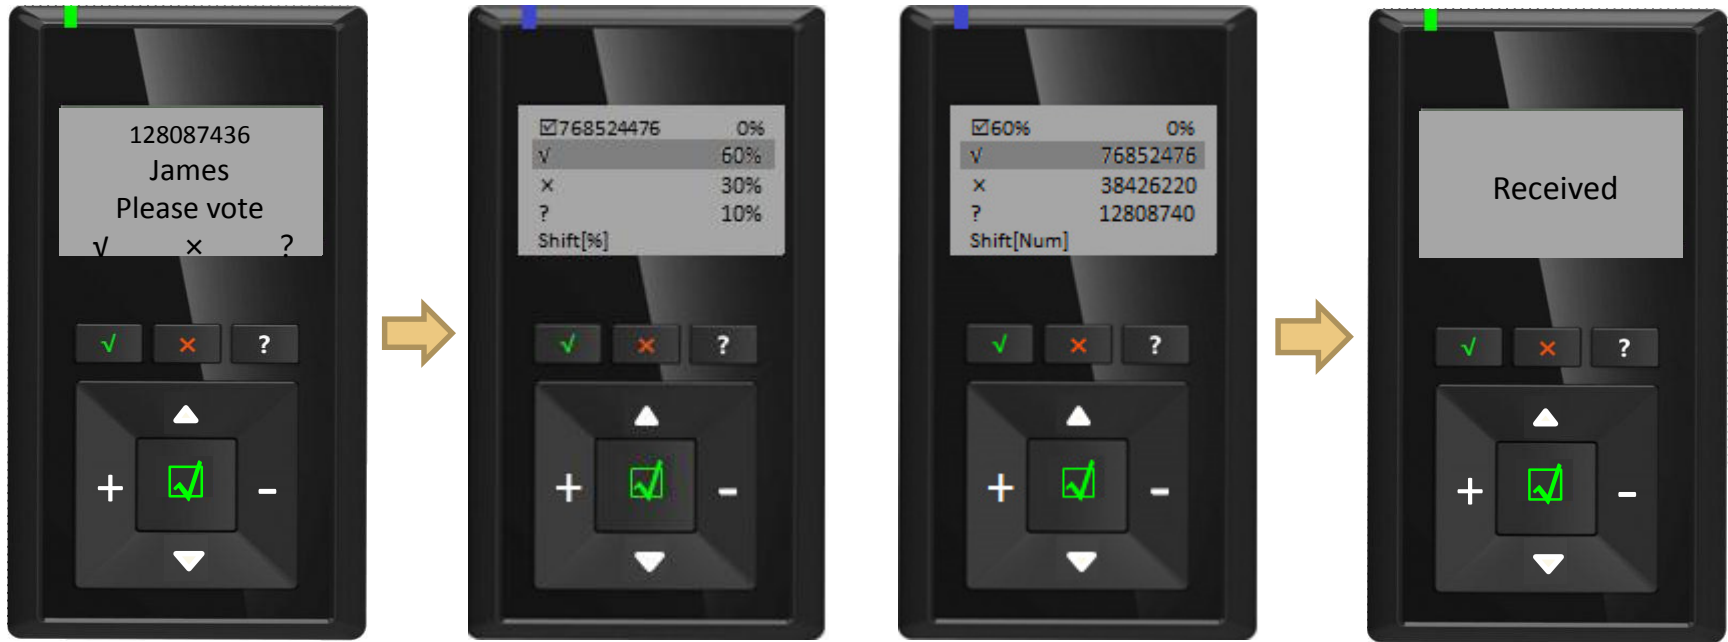 128087436
James
Please vote
√ × ?
√ × ?
+ -
☑768524476 0%
√ 60%
× 30%
? 10%
Shift[%]
√ × ?
+ -
☑60% 0%
√ 76852476
× 38426220
? 12808740
Shift[Num]
√ × ?
+ -
Received
√ × ?
+ -